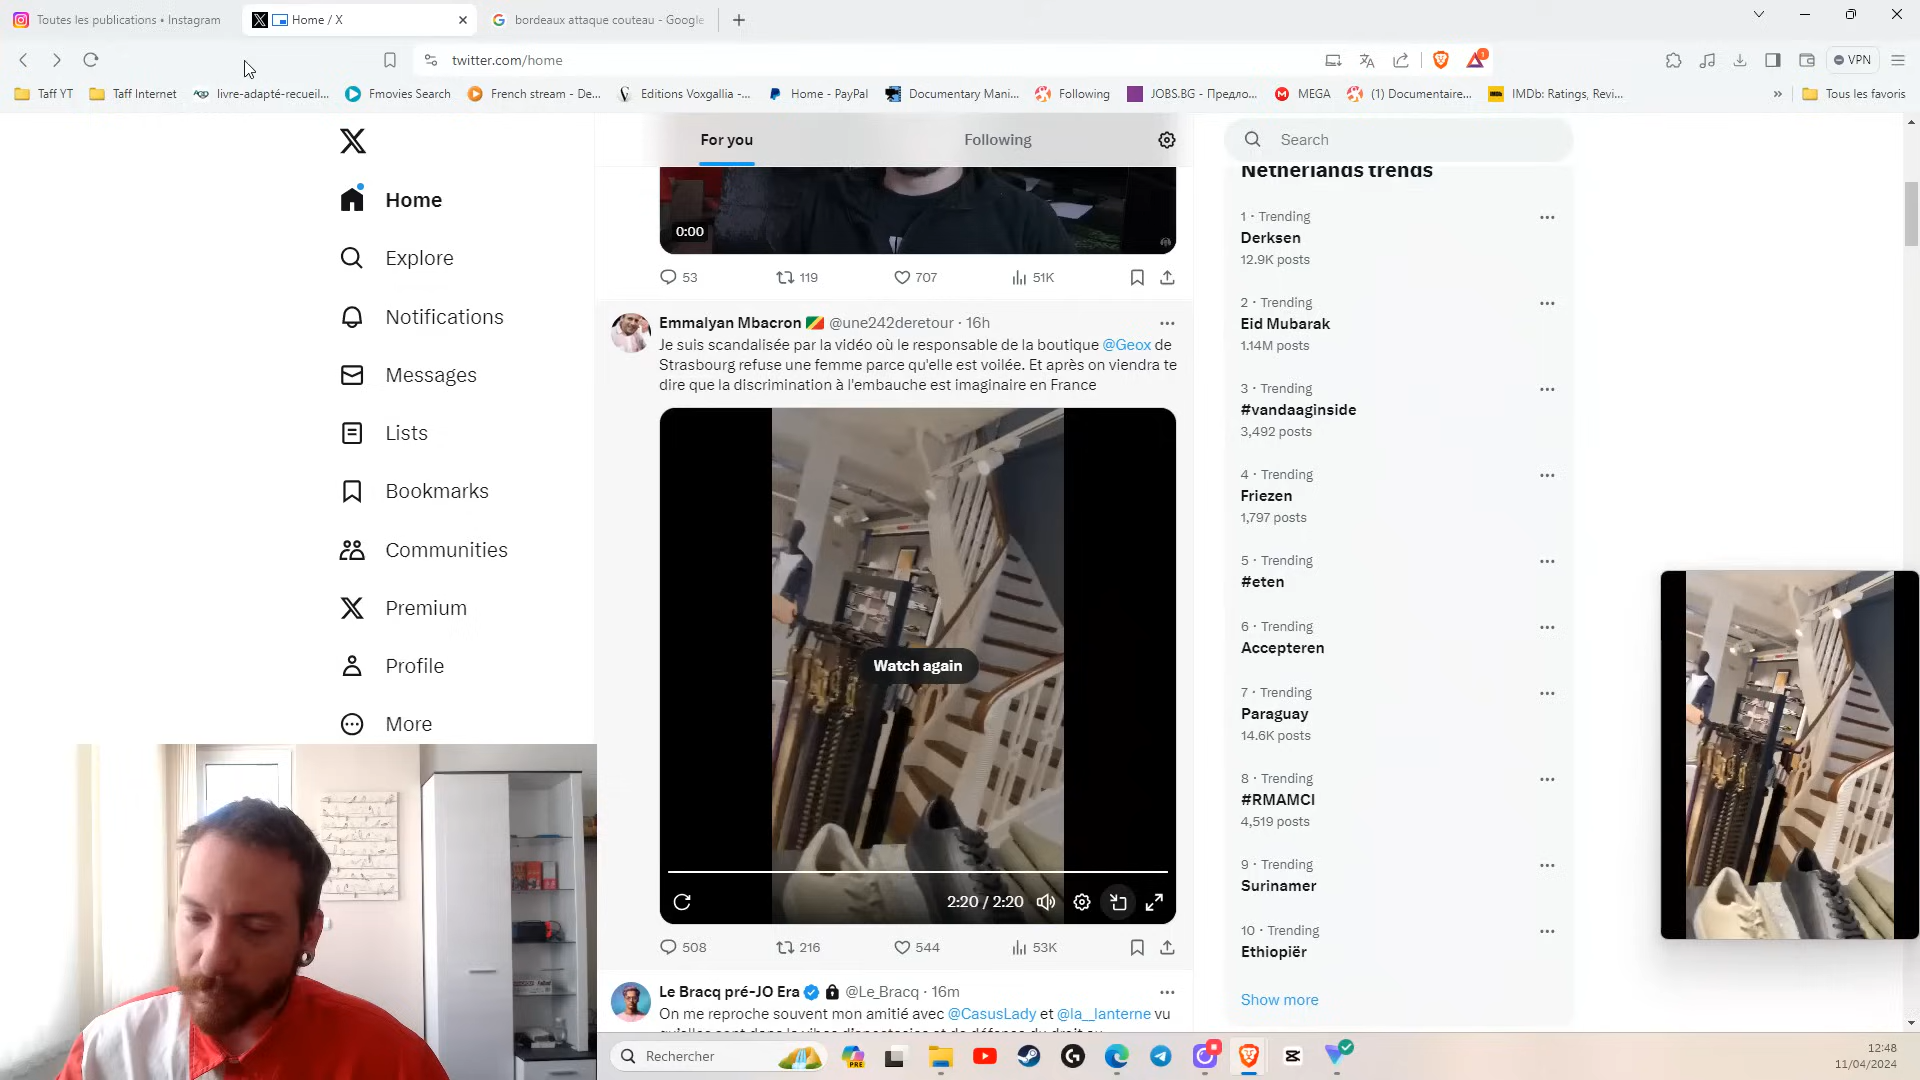 Toutes les publications • Instagram
Home / X
bordeaux attaque couteau - Google
twitter.com/home
1
VPN
Taff YT
Taff Internet
livre-adapté-recueil...
Fmovies Search
French stream - De...
Editions Voxgallia -...
Home - PayPal
Documentary Mani...
Following
JOBS.BG - Предло...
MEGA
(1) Documentaire...
IMDb: Ratings, Revi...
»
Tous les favoris
Home
Explore
Notifications
Messages
Lists
Bookmarks
Communities
Premium
Profile
More
For you
Following
0:00
53
119
707
51K
Emmalyan Mbacron @une242deretour · 16h
Je suis scandalisée par la vidéo où le responsable de la boutique @Geox de
Strasbourg refuse une femme parce qu'elle est voilée. Et après on viendra te
dire que la discrimination à l'embauche est imaginaire en France
Watch again
2:20 / 2:20
508
216
544
53K
Le Bracq pré-JO Era @Le_Bracq · 16m
On me reproche souvent mon amitié avec @CasusLady et @la__lanterne vu
Search
Netherlands trends
1 · Trending
Derksen
12.9K posts
2 · Trending
Eid Mubarak
1.14M posts
3 · Trending
#vandaaginside
3,492 posts
4 · Trending
Friezen
1,797 posts
5 · Trending
#eten
6 · Trending
Accepteren
7 · Trending
Paraguay
14.6K posts
8 · Trending
#RMAMCI
4,519 posts
9 · Trending
Surinamer
10 · Trending
Ethiopiër
Show more
Rechercher
PRE
12:48
11/04/2024